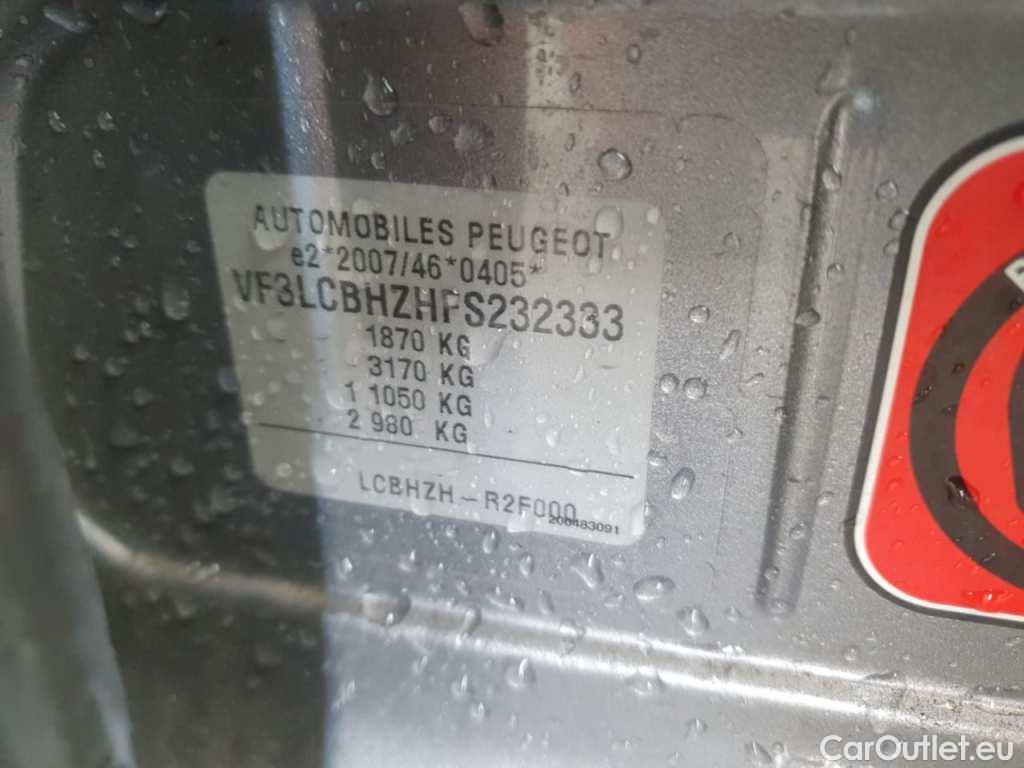 AUTOMOBILES PEUGEOT
e2*2007/46*0405*
VF3LCBHZHFS232333
1870 KG
3170 KG
1 1050 KG
2 980 KG
LCBHZH-R2F000
200483091
CarOutlet.eu